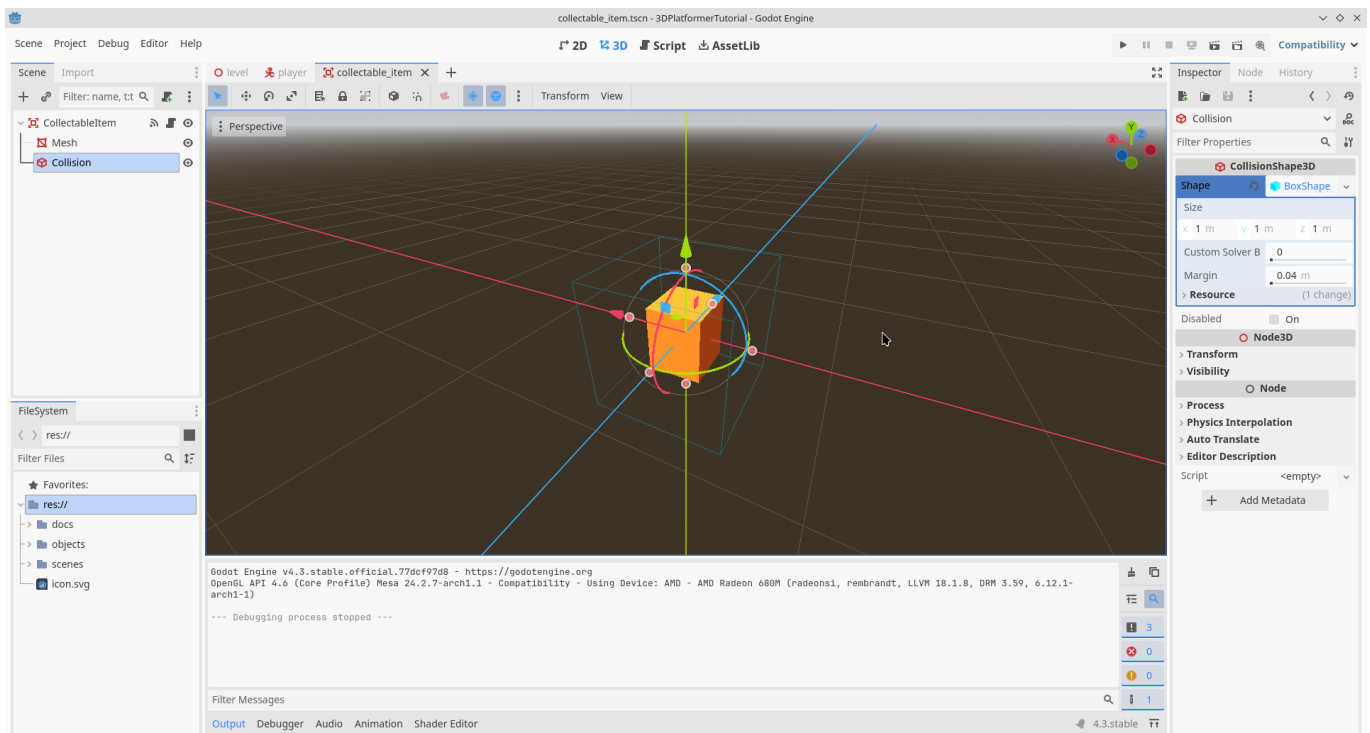 collectable_item.tscn - 3DPlatformerTutorial - Godot Engine
Scene Project Debug Editor Help
2D 3D Script AssetLib
Compatibility
Scene Import
Filter: name, t:t
CollectableItem
Mesh
Collision
FileSystem
res://
Filter Files
Favorites:
res://
docs
objects
scenes
icon.svg
level player collectable_item
Transform View
Perspective
Y
X
Z
Godot Engine v4.3.stable.official.77dcf97d8 - https://godotengine.org
OpenGL API 4.6 (Core Profile) Mesa 24.2.7-arch1.1 - Compatibility - Using Device: AMD - AMD Radeon 680M (radeonsi, rembrandt, LLVM 18.1.8, DRM 3.59, 6.12.1-
arch1-1)
--- Debugging process stopped ---
3
0
0
1
Filter Messages
Output Debugger Audio Animation Shader Editor
4.3.stable
Inspector Node History
Collision
DOC
Filter Properties
CollisionShape3D
Shape BoxShape
Size
x 1 m y 1 m z 1 m
Custom Solver B 0
Margin 0.04 m
Resource (1 change)
Disabled On
Node3D
Transform
Visibility
Node
Process
Physics Interpolation
Auto Translate
Editor Description
Script <empty>
Add Metadata